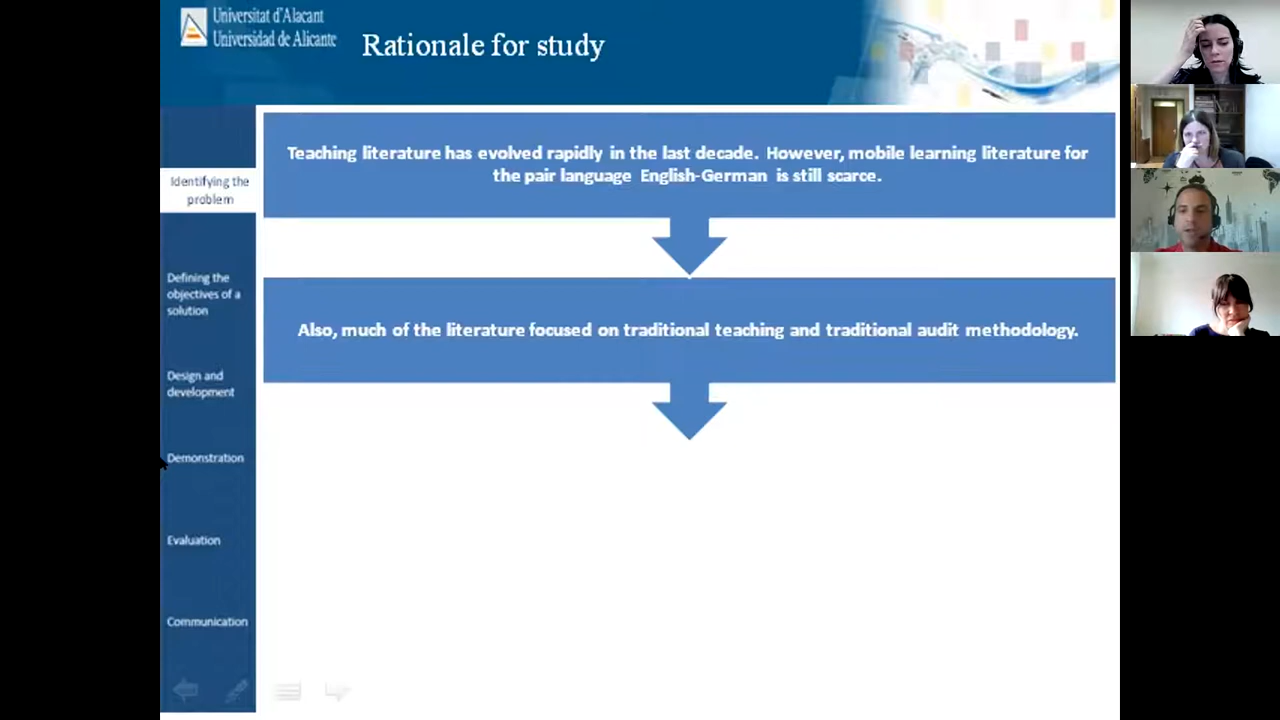 Universitat d'Alacant
Universidad de Alicante
Rationale for study
Teaching literature has evolved rapidly in the last decade. However, mobile learning literature for
the pair language English-German is still scarce.
Identifying the
problem
Defining the
objectives of a
solution
Also, much of the literature focused on traditional teaching and traditional audit methodology.
Design and
development
Demonstration
Evaluation
Communication